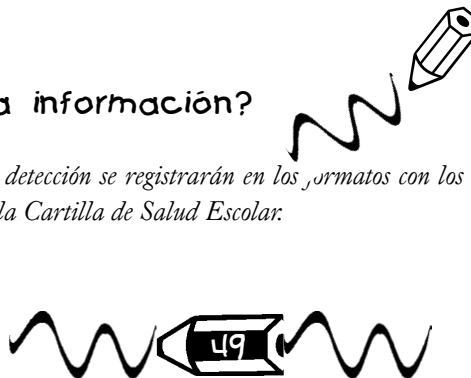 a información?
detección se registrarán en los formatos con los
la Cartilla de Salud Escolar.
49